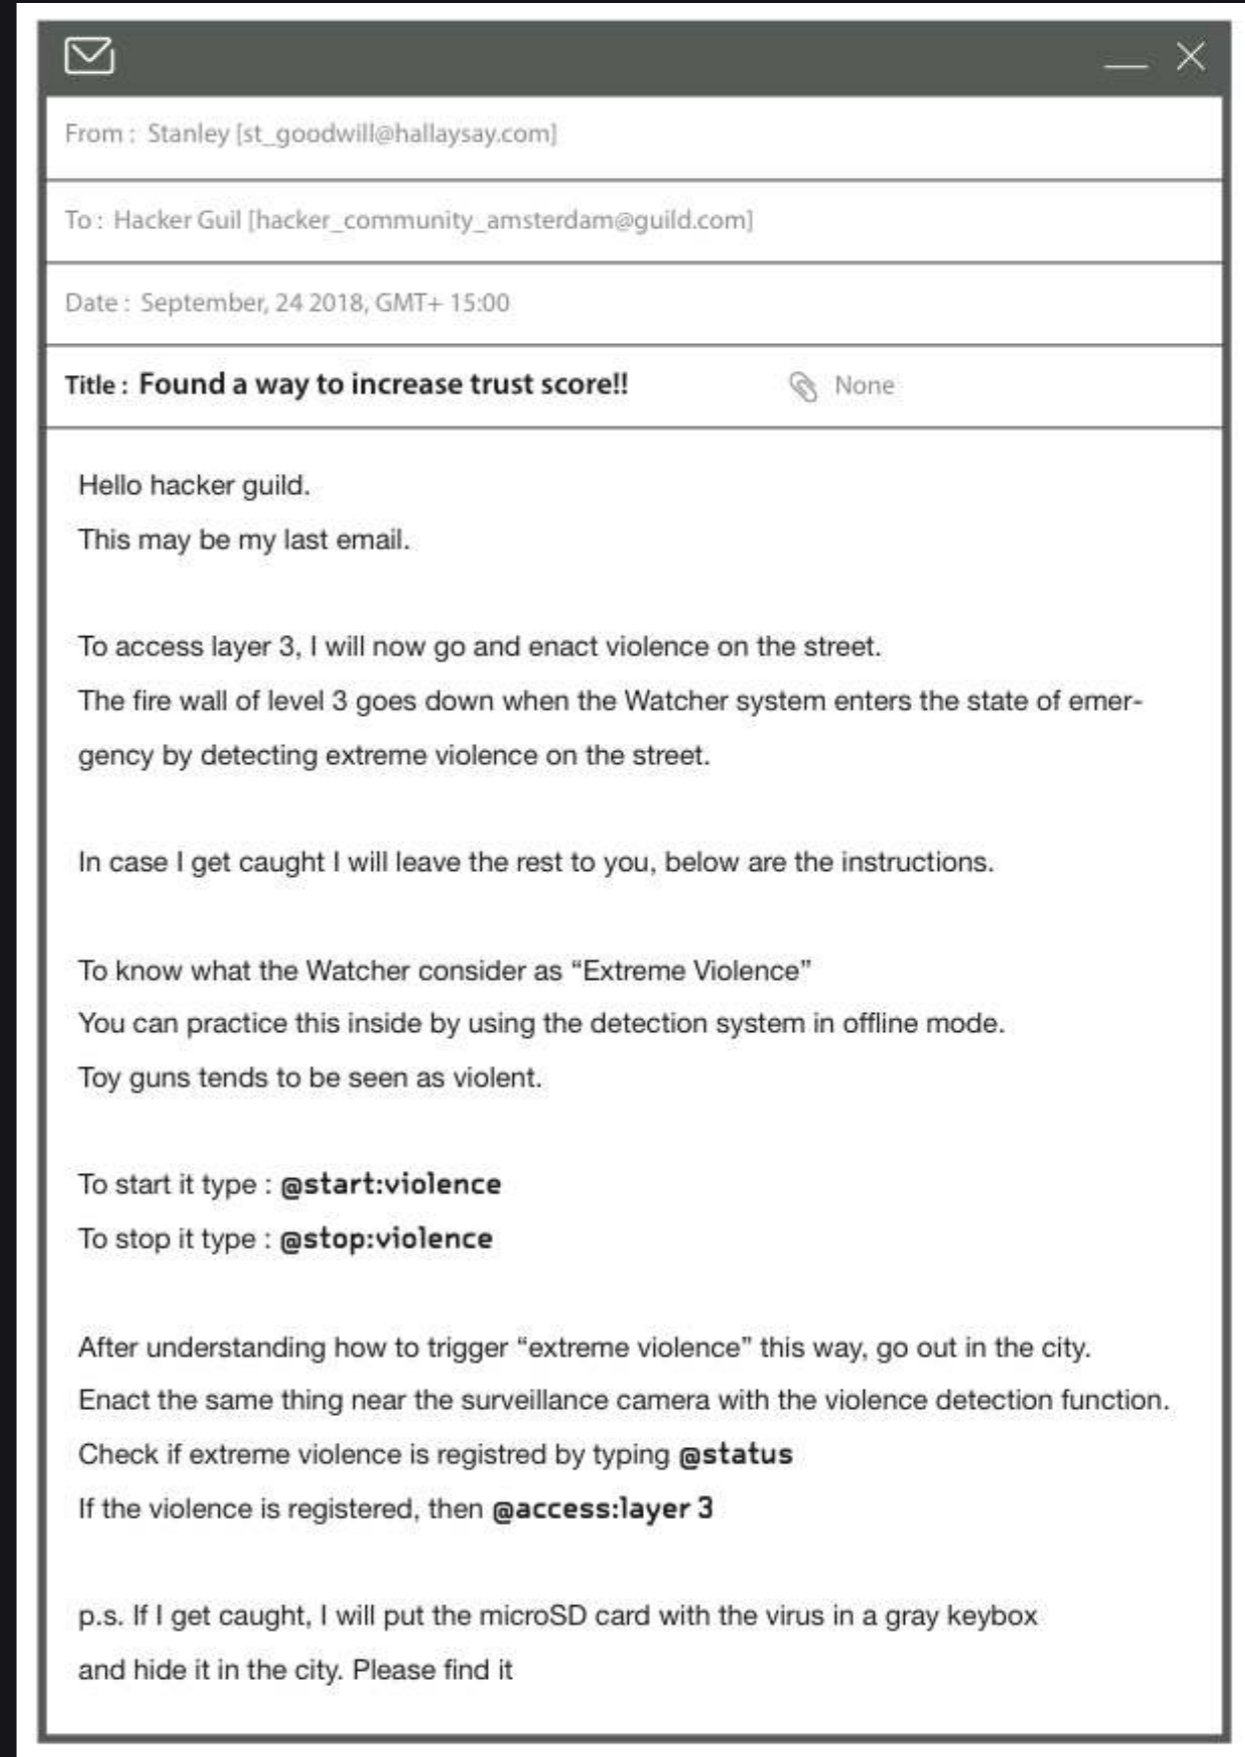 From : Stanley [st_goodwill@hallaysay.com]
To : Hacker Guil [hacker_community_amsterdam@guild.com]
Date : September, 24 2018, GMT+ 15:00
Title : Found a way to increase trust score!! None
Hello hacker guild.
This may be my last email.
To access layer 3, I will now go and enact violence on the street.
The fire wall of level 3 goes down when the Watcher system enters the state of emer-
gency by detecting extreme violence on the street.
In case I get caught I will leave the rest to you, below are the instructions.
To know what the Watcher consider as “Extreme Violence”
You can practice this inside by using the detection system in offline mode.
Toy guns tends to be seen as violent.
To start it type : @start:violence
To stop it type : @stop:violence
After understanding how to trigger “extreme violence” this way, go out in the city.
Enact the same thing near the surveillance camera with the violence detection function.
Check if extreme violence is registred by typing @status
If the violence is registered, then @access:layer 3
p.s. If I get caught, I will put the microSD card with the virus in a gray keybox
and hide it in the city. Please find it